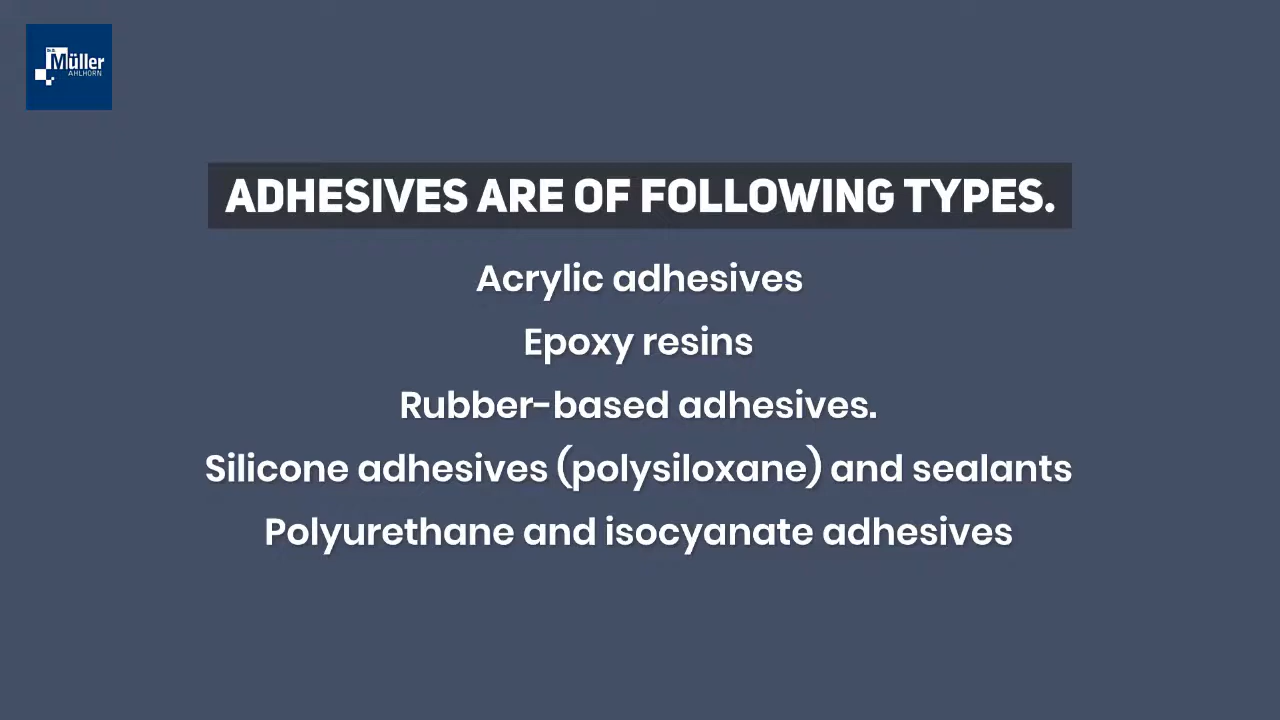 Müller
AHLHORN
ADHESIVES ARE OF FOLLOWING TYPES.
Acrylic adhesives
Epoxy resins
Rubber-based adhesives.
Silicone adhesives (polysiloxane) and sealants
Polyurethane and isocyanate adhesives